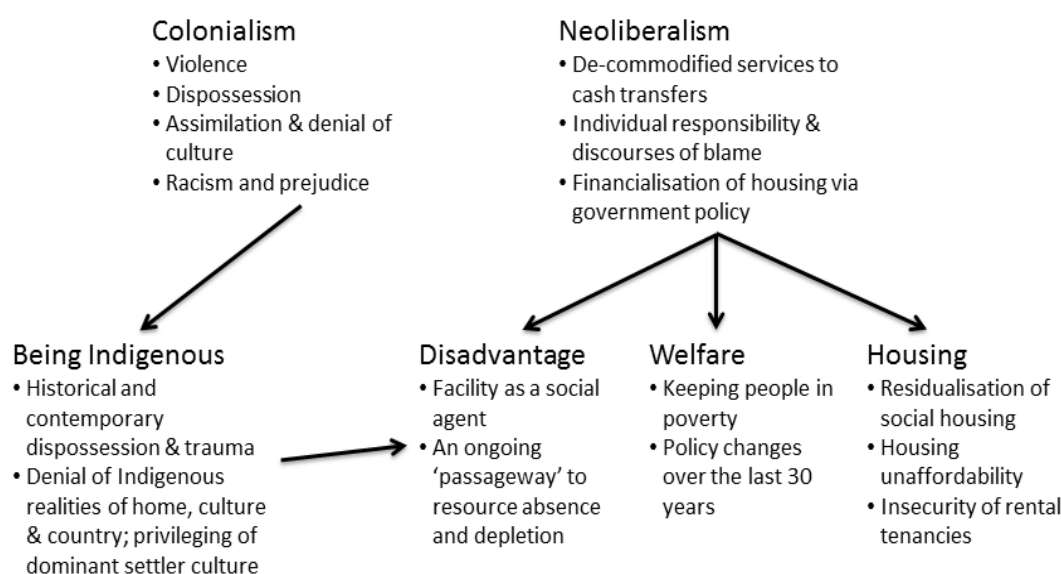 Colonialism
• Violence
• Dispossession
• Assimilation & denial of
culture
• Racism and prejudice
Neoliberalism
• De-commodified services to
cash transfers
• Individual responsibility &
discourses of blame
• Financialisation of housing via
government policy
Being Indigenous
• Historical and
contemporary
dispossession & trauma
• Denial of Indigenous
realities of home, culture
& country; privileging of
dominant settler culture
Disadvantage
• Facility as a social
agent
• An ongoing
‘passageway’ to
resource absence
and depletion
Welfare
• Keeping people in
poverty
• Policy changes
over the last 30
years
Housing
• Residualisation of
social housing
• Housing
unaffordability
• Insecurity of rental
tenancies